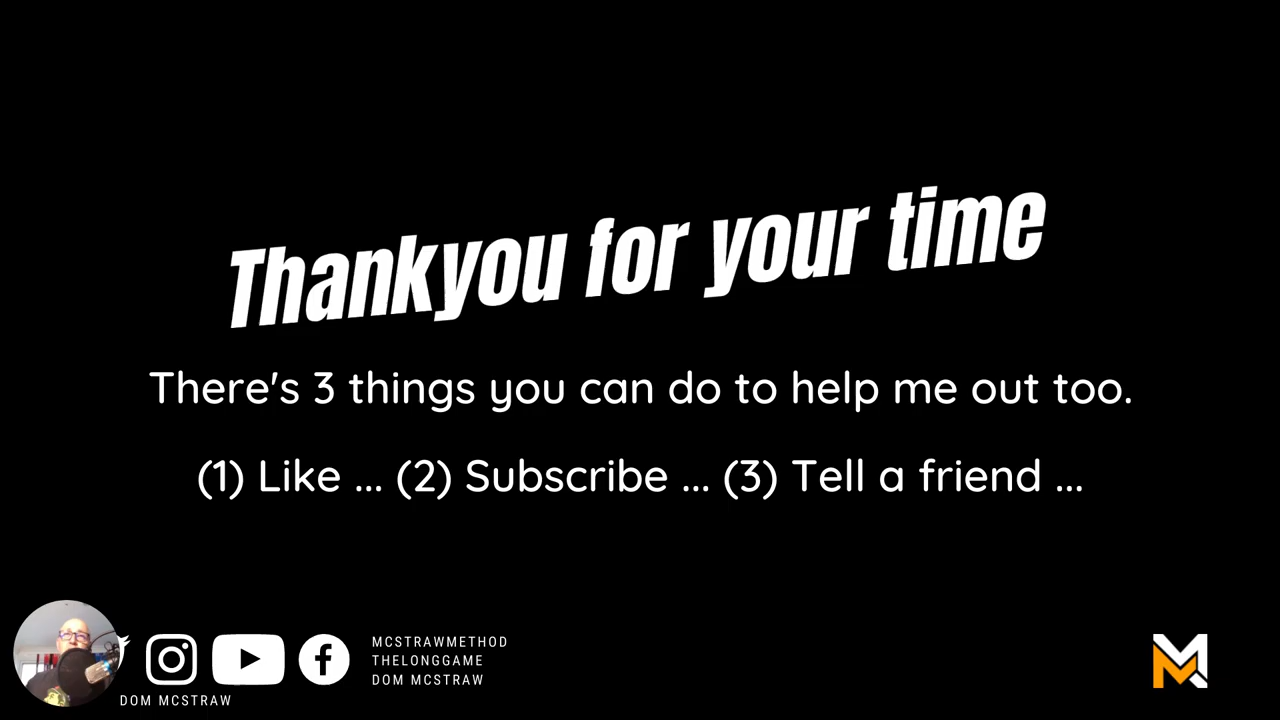 Thankyou for your time
There's 3 things you can do to help me out too.
(1) Like ... (2) Subscribe ... (3) Tell a friend ...
MCSTRAWMETHOD
THELONGGAME
DOM MCSTRAW
DOM MCSTRAW